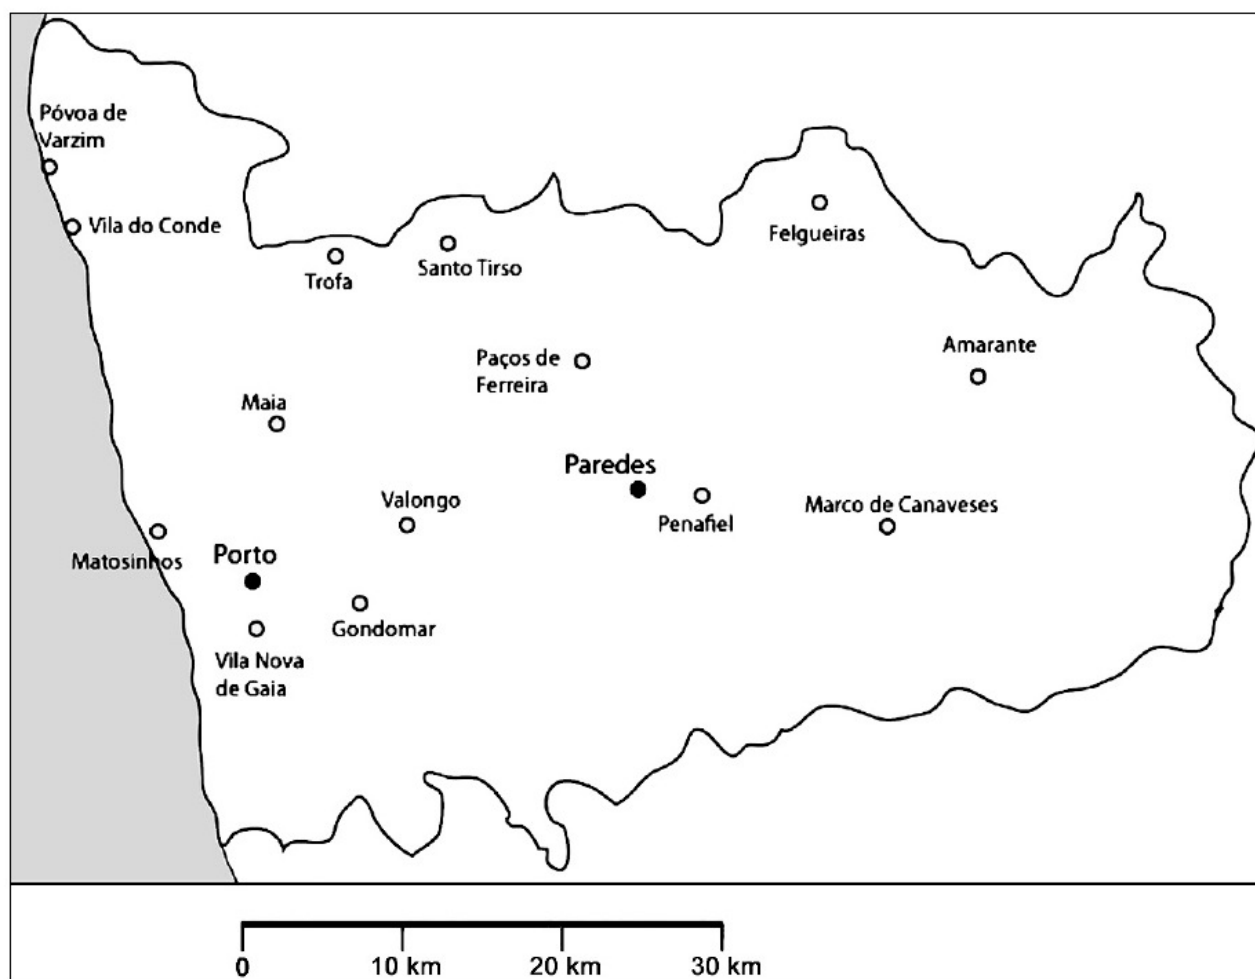 Póvoa de
Varzim
Vila do Conde
Trofa
Santo Tirso
Felgueiras
Paços de
Ferreira
Amarante
Maia
Paredes
Penafiel
Marco de Canaveses
Valongo
Matosinhos
Porto
Gondomar
Vila Nova
de Gaia
0
10 km
20 km
30 km